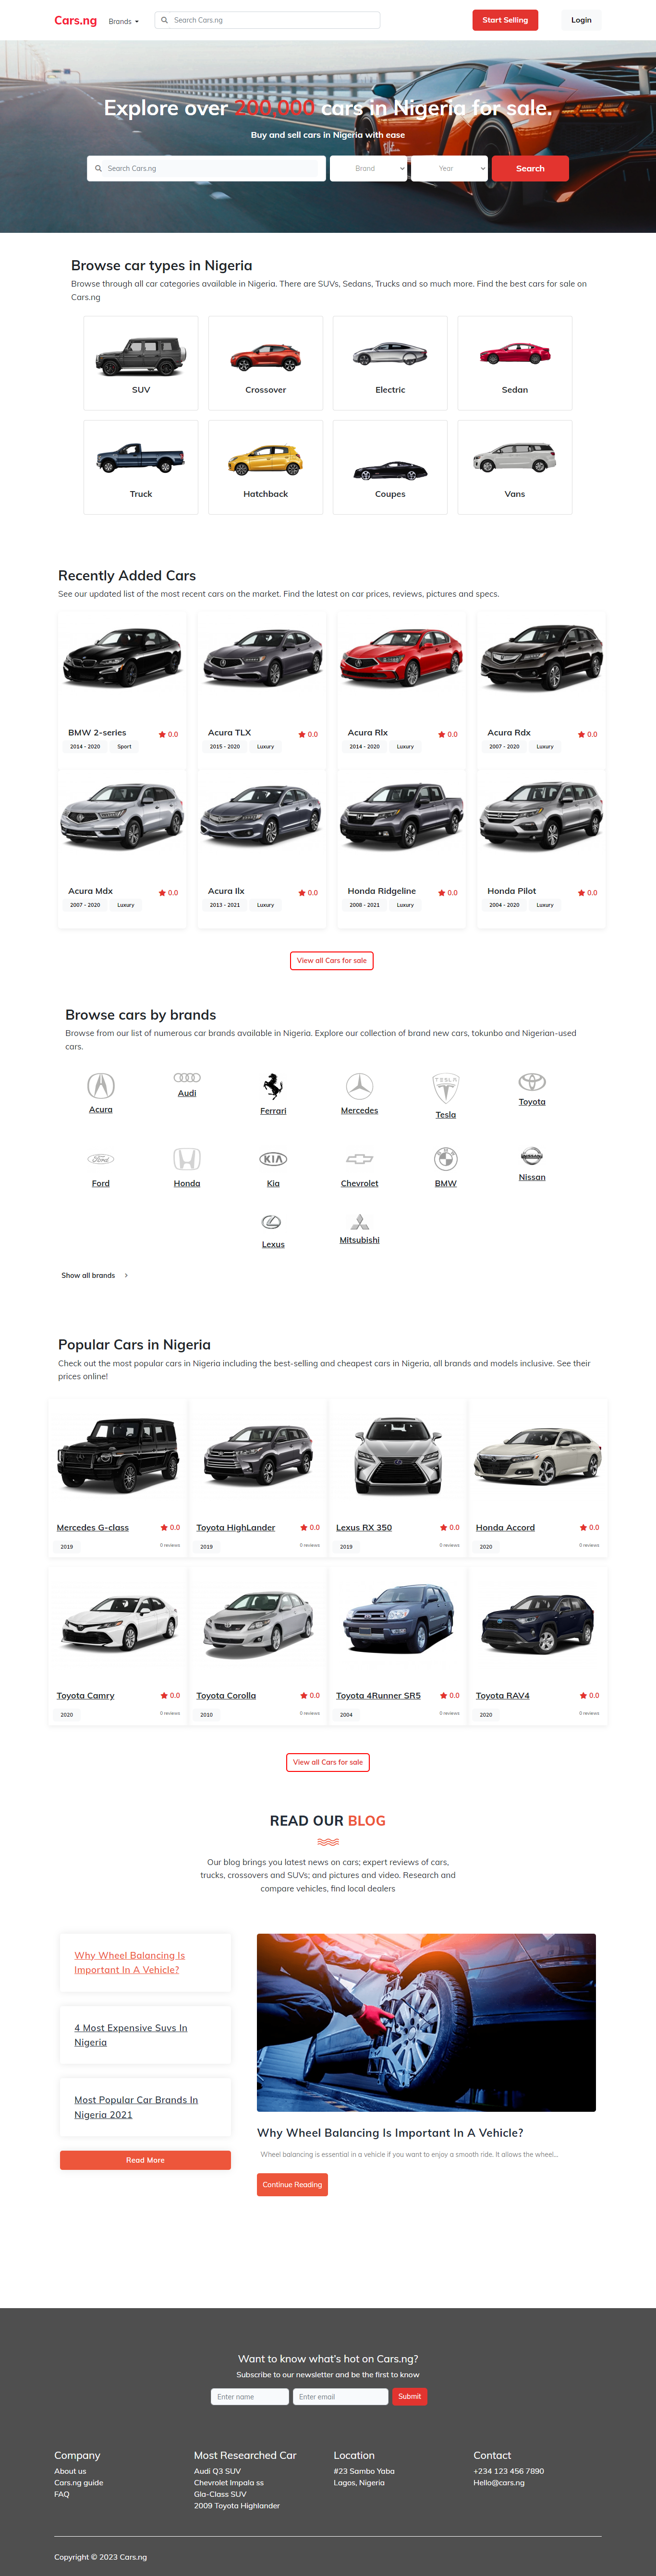 Cars.ng
Brands
Search Cars.ng
Start Selling
Login
Explore over 200,000 cars in Nigeria for sale.
Buy and sell cars in Nigeria with ease
Search Cars.ng
Brand
Year
Search
Browse car types in Nigeria
Browse through all car categories available in Nigeria. There are SUVs, Sedans, Trucks and so much more. Find the best cars for sale on
Cars.ng
SUV
Crossover
Electric
Sedan
Truck
Hatchback
Coupes
Vans
Recently Added Cars
See our updated list of the most recent cars on the market. Find the latest on car prices, reviews, pictures and specs.
BMW 2-series
0.0
2014 - 2020
Sport
Acura TLX
0.0
2015 - 2020
Luxury
Acura Rlx
0.0
2014 - 2020
Luxury
Acura Rdx
0.0
2007 - 2020
Luxury
Acura Mdx
0.0
2007 - 2020
Luxury
Acura Ilx
0.0
2013 - 2021
Luxury
Honda Ridgeline
0.0
2008 - 2021
Luxury
Honda Pilot
0.0
2004 - 2020
Luxury
View all Cars for sale
Browse cars by brands
Browse from our list of numerous car brands available in Nigeria. Explore our collection of brand new cars, tokunbo and Nigerian-used
cars.
Acura
Audi
Ferrari
Mercedes
TESLA
Tesla
Toyota
Ford
Ford
Honda
KIA
Kia
Chevrolet
BMW
NISSAN
Nissan
Lexus
Mitsubishi
Show all brands
Popular Cars in Nigeria
Check out the most popular cars in Nigeria including the best-selling and cheapest cars in Nigeria, all brands and models inclusive. See their
prices online!
Mercedes G-class
0.0
2019
0 reviews
Toyota HighLander
0.0
2019
0 reviews
Lexus RX 350
0.0
2019
0 reviews
Honda Accord
0.0
2020
0 reviews
Toyota Camry
0.0
2020
0 reviews
Toyota Corolla
0.0
2010
0 reviews
Toyota 4Runner SR5
0.0
2004
0 reviews
Toyota RAV4
0.0
2020
0 reviews
View all Cars for sale
READ OUR BLOG
Our blog brings you latest news on cars; expert reviews of cars,
trucks, crossovers and SUVs; and pictures and video. Research and
compare vehicles, find local dealers
Why Wheel Balancing Is
Important In A Vehicle?
4 Most Expensive Suvs In
Nigeria
Most Popular Car Brands In
Nigeria 2021
Read More
Why Wheel Balancing Is Important In A Vehicle?
Wheel balancing is essential in a vehicle if you want to enjoy a smooth ride. It allows the wheel...
Continue Reading
Want to know what's hot on Cars.ng?
Subscribe to our newsletter and be the first to know
Enter name
Enter email
Submit
Company
About us
Cars.ng guide
FAQ
Most Researched Car
Audi Q3 SUV
Chevrolet Impala ss
Gla-Class SUV
2009 Toyota Highlander
Location
#23 Sambo Yaba
Lagos, Nigeria
Contact
+234 123 456 7890
Hello@cars.ng
Copyright © 2023 Cars.ng